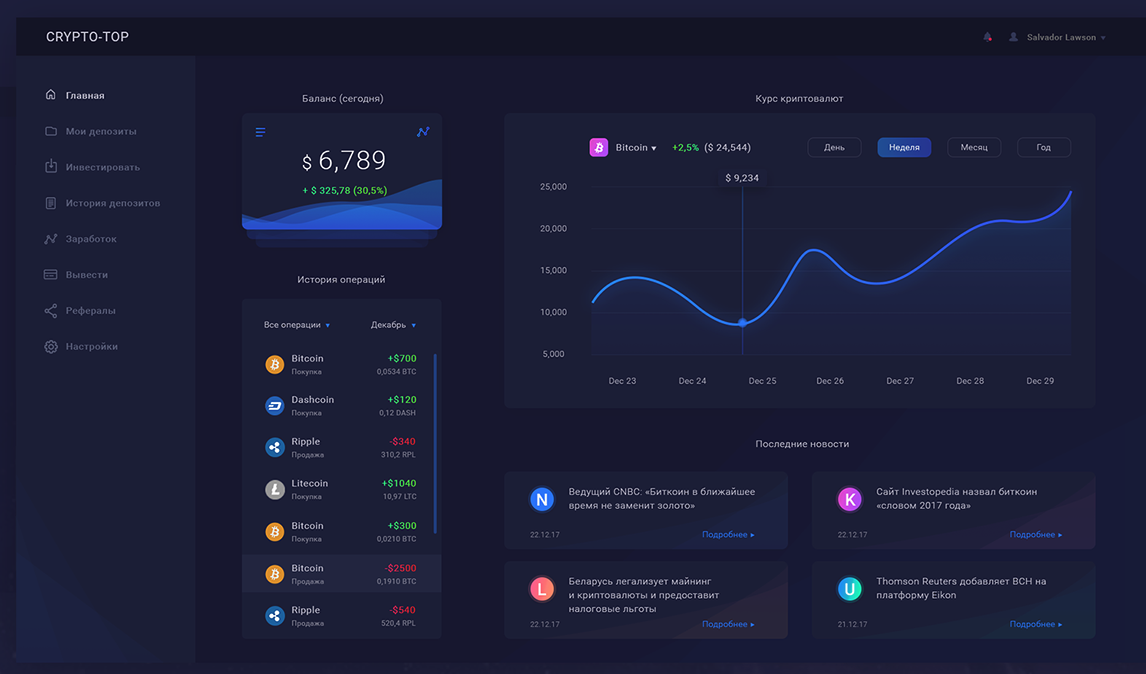 CRYPTO-TOP
Salvador Lawson
Главная
Мои депозиты
Инвестировать
История депозитов
Заработок
Вывести
Рефералы
Настройки
Баланс (сегодня)
$ 6,789
+ $ 325,78 (30,5%)
История операций
Все операции
Декабрь
Bitcoin
+$700
Покупка
0,0534 BTC
Dashcoin
+$120
Покупка
0,12 DASH
Ripple
-$340
Продажа
310,2 RPL
Litecoin
+$1040
Покупка
10,97 LTC
Bitcoin
+$300
Покупка
0,0210 BTC
Bitcoin
-$2500
Продажа
0,1910 BTC
Ripple
-$540
Продажа
520,4 RPL
Курс криптовалют
Bitcoin
+2,5% ($ 24,544)
День
Неделя
Месяц
Год
$ 9,234
25,000
20,000
15,000
10,000
5,000
Dec 23
Dec 24
Dec 25
Dec 26
Dec 27
Dec 28
Dec 29
Последние новости
N
Ведущий CNBC: «Биткоин в ближайшее
время не заменит золото»
22.12.17
Подробнее
K
Сайт Investopedia назвал биткоин
«словом 2017 года»
22.12.17
Подробнее
L
Беларусь легализует майнинг
и криптовалюты и предоставит
налоговые льготы
22.12.17
Подробнее
U
Thomson Reuters добавляет BCH на
платформу Eikon
21.12.17
Подробнее